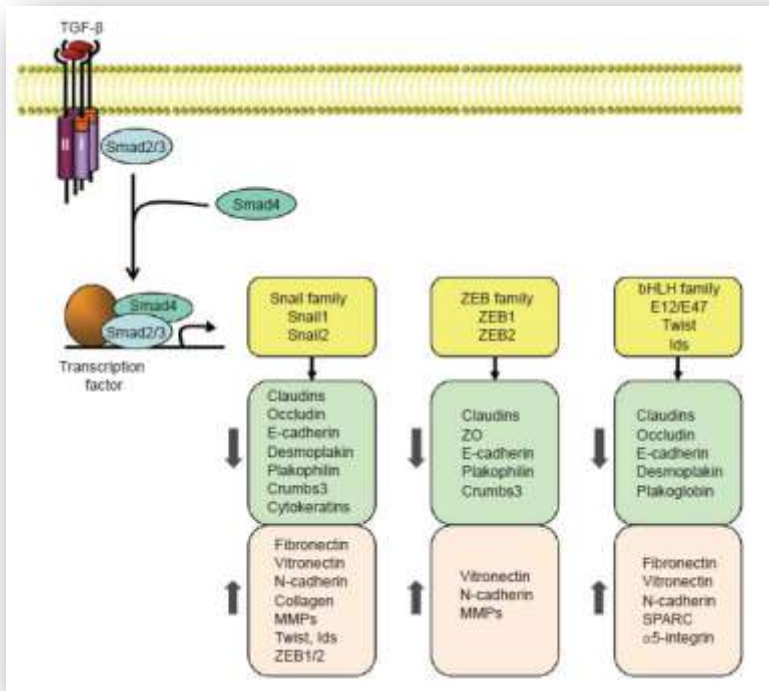 TGF-β
II
I
Smad2/3
Smad4
Smad4
Smad2/3
Transcription
factor
Snail family
Snail1
Snail2
ZEB family
ZEB1
ZEB2
bHLH family
E12/E47
Twist
Ids
Claudins
Occludin
E-cadherin
Desmoplakin
Plakophilin
Crumbs3
Cytokeratins
Claudins
ZO
E-cadherin
Plakophilin
Crumbs3
Claudins
Occludin
E-cadherin
Desmoplakin
Plakoglobin
Fibronectin
Vitronectin
N-cadherin
Collagen
MMPs
Twist, Ids
ZEB1/2
Vitronectin
N-cadherin
MMPs
Fibronectin
Vitronectin
N-cadherin
SPARC
α5-integrin